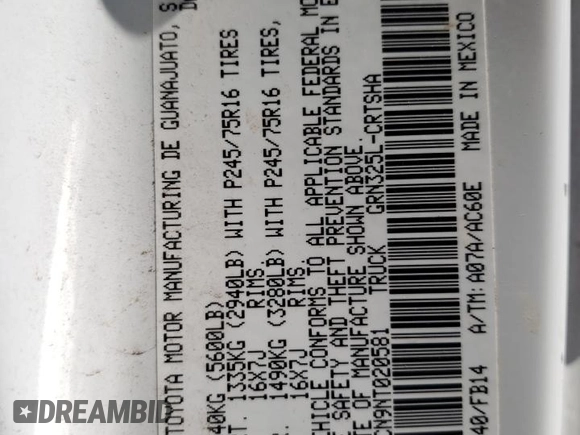 TOYOTA MOTOR MANUFACTURING DE GUANAJUATO, S
40KG (5600LB)
T. 1335KG (2940LB) WITH P245/75R16 TIRES
16X7J RIMS.
1490KG (3280LB) WITH P245/75R16 TIRES,
16X7J RIMS.
HICLE CONFORMS TO ALL APPLICABLE FEDERAL MO
SAFETY AND THEFT PREVENTION STANDARDS IN E
TE OF MANUFACTURE SHOWN ABOVE.
CN9NT020581 TRUCK GRN325L-CRTSHA
40/FB14 A/TM: A07A/AC60E MADE IN MEXICO
AUTOBIDMASTER